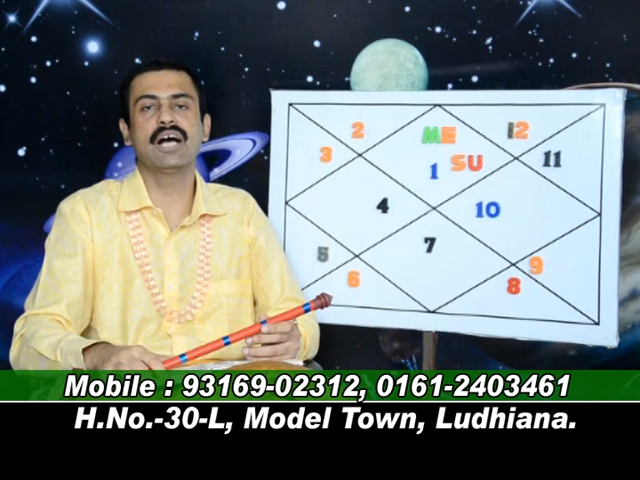 2
ME
12
3
1 SU
11
4
10
7
5
6
9
8
Mobile : 93169-02312, 0161-2403461
H.No.-30-L, Model Town, Ludhiana.